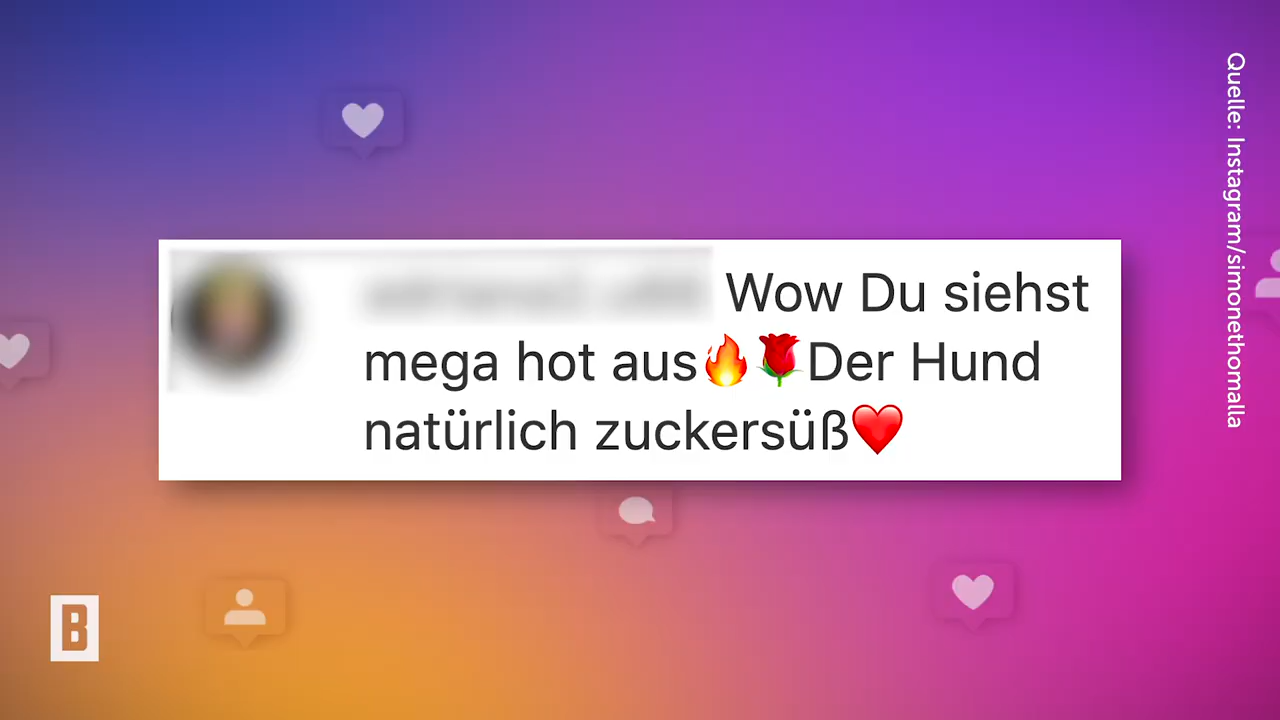 Wow Du siehst
mega hot aus🔥🌹Der Hund
natürlich zuckersüß❤️
Quelle: Instagram/simonethomalla
B